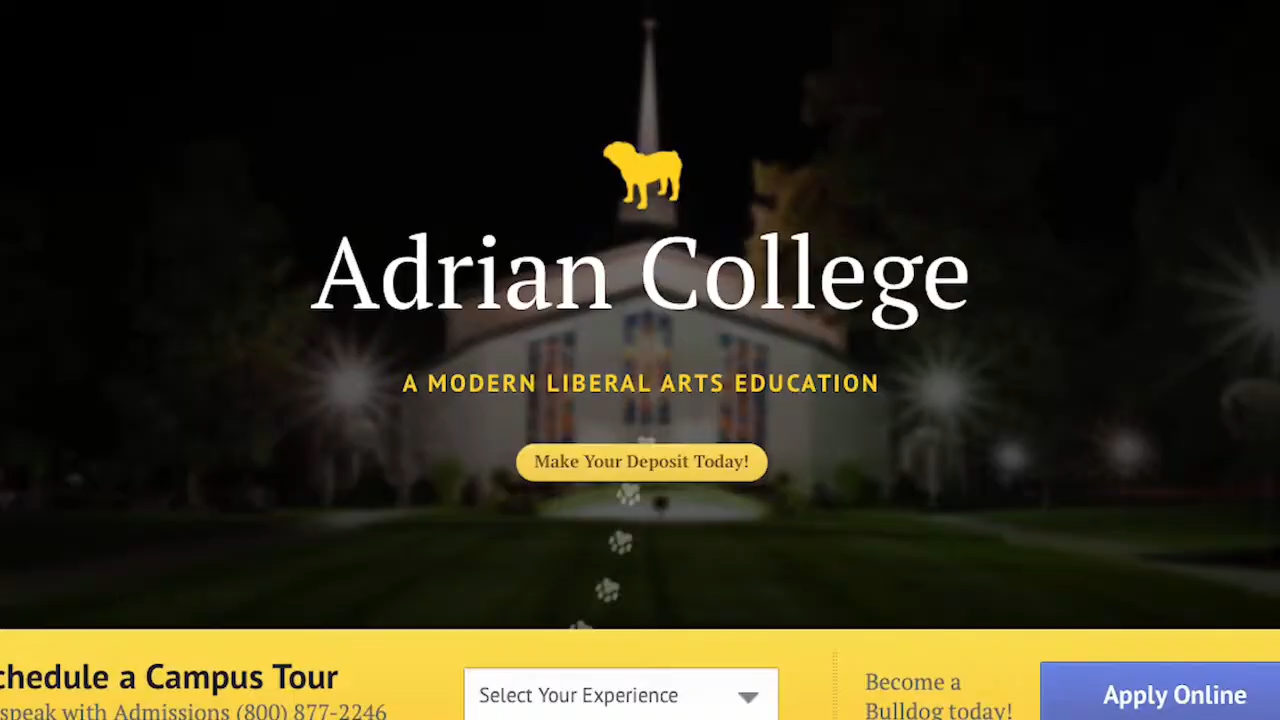 Adrian College
A MODERN LIBERAL ARTS EDUCATION
Make Your Deposit Today!
chedule a Campus Tour
speak with Admissions (800) 877-2246
Select Your Experience
Become a
Bulldog today!
Apply Online